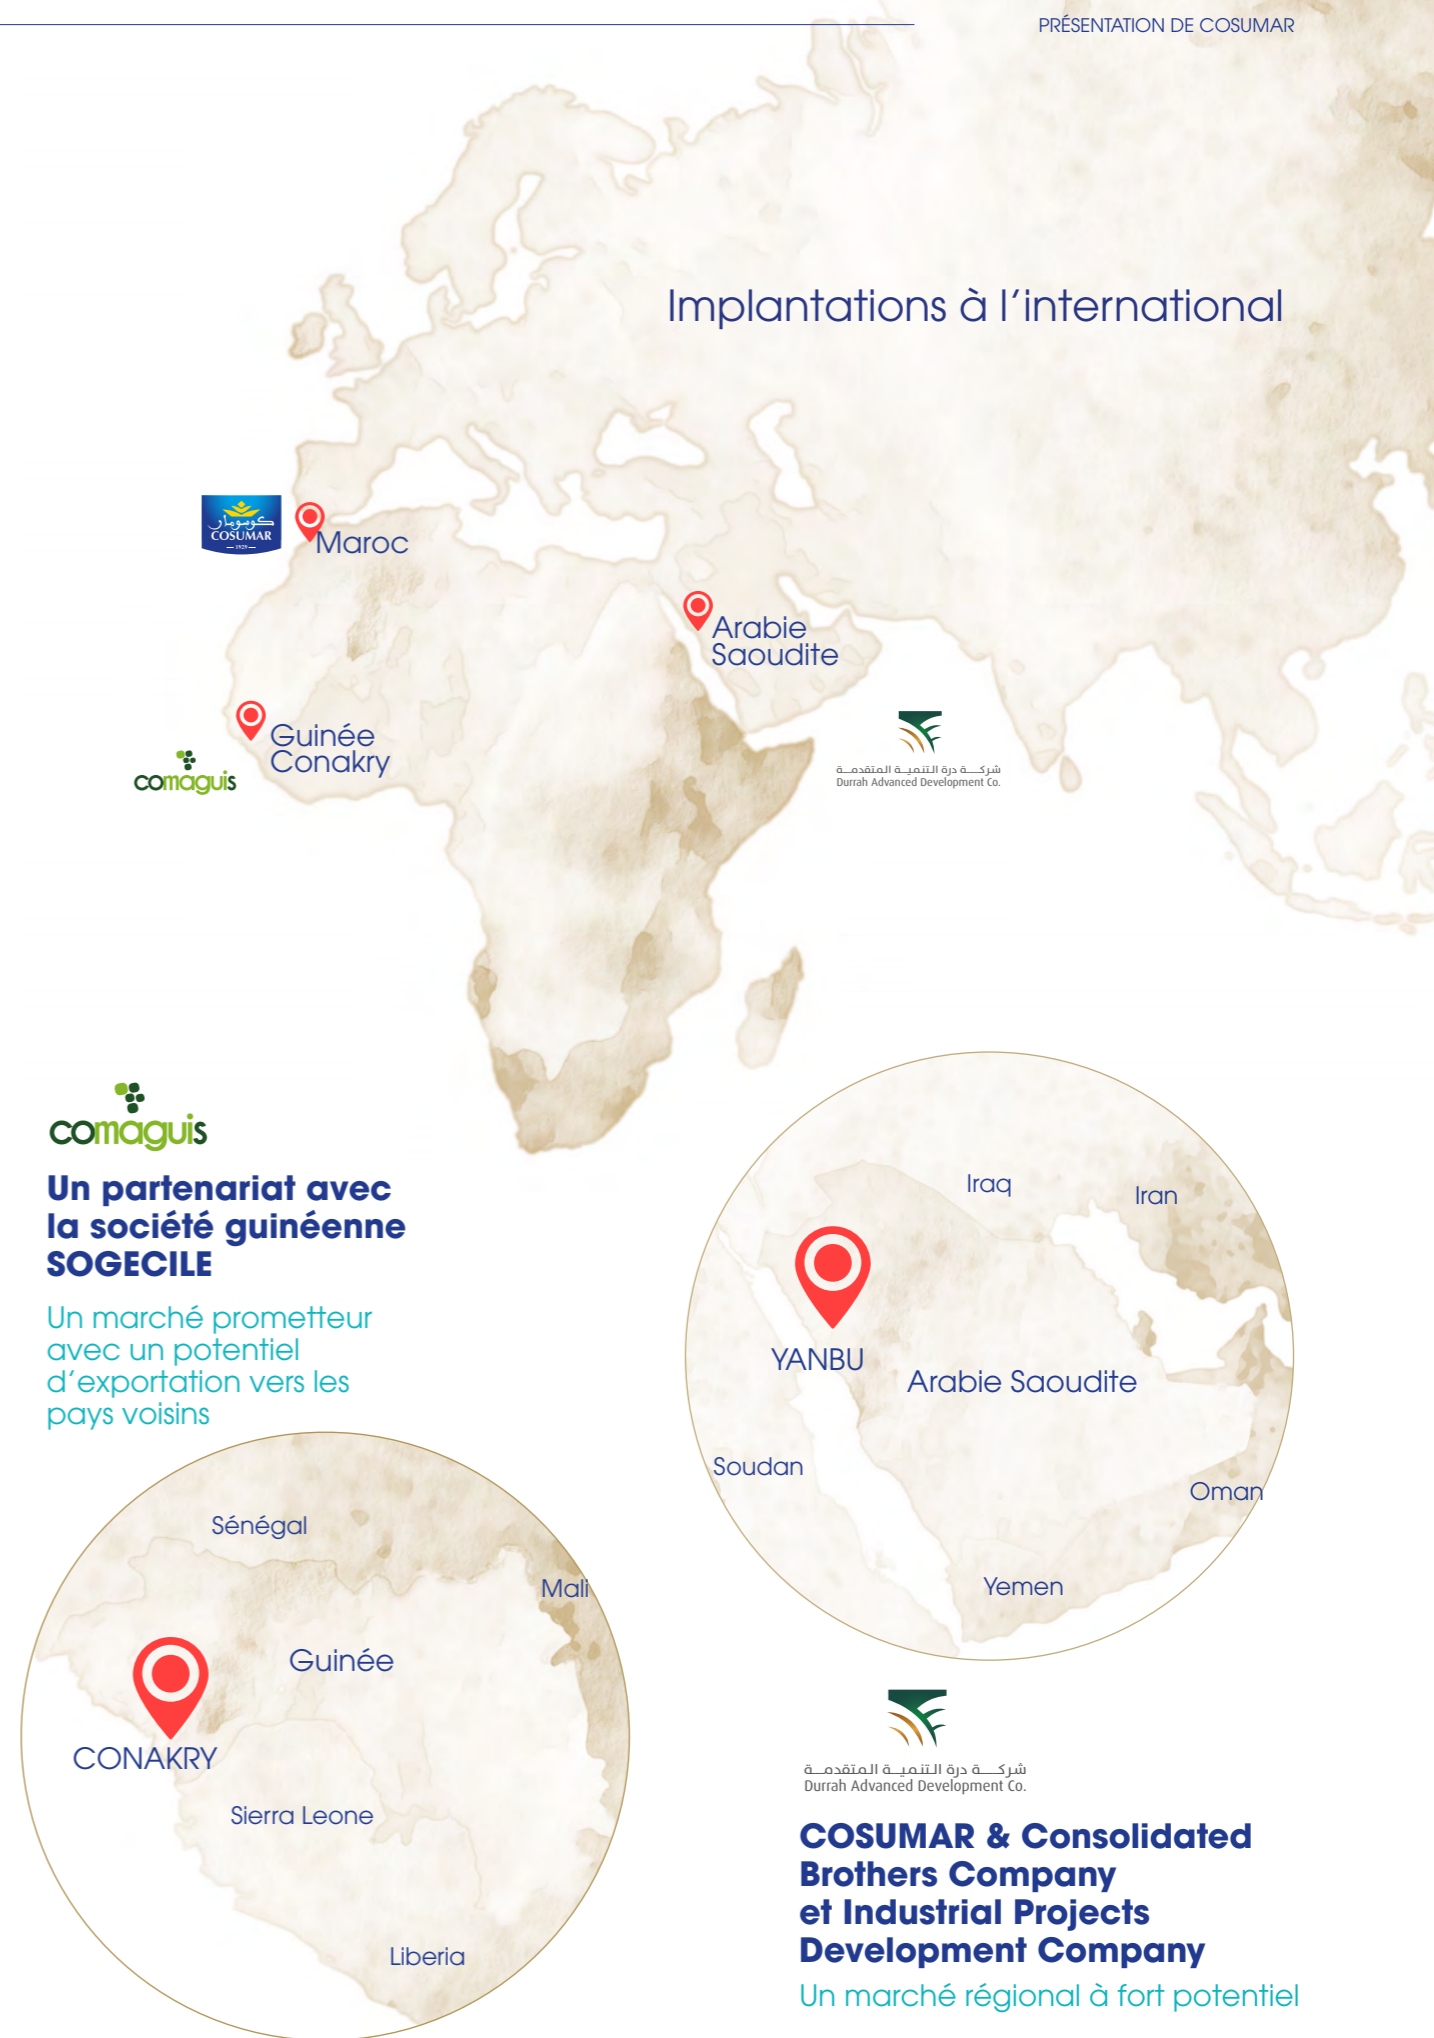 PRÉSENTATION DE COSUMAR
Implantations à l’international
كوسومار
COSUMAR
— 1929 —
Maroc
Arabie
Saoudite
Guinée
Conakry
comaguis
شركة درة التنمية المتقدمة
Durrah Advanced Development Co.
comaguis
Un partenariat avec
la société guinéenne
SOGECILE
Un marché prometteur
avec un potentiel
d’exportation vers les
pays voisins
Sénégal
Mali
Guinée
CONAKRY
Sierra Leone
Liberia
Iraq
Iran
YANBU
Arabie Saoudite
Soudan
Oman
Yemen
شركة درة التنمية المتقدمة
Durrah Advanced Development Co.
COSUMAR & Consolidated
Brothers Company
et Industrial Projects
Development Company
Un marché régional à fort potentiel